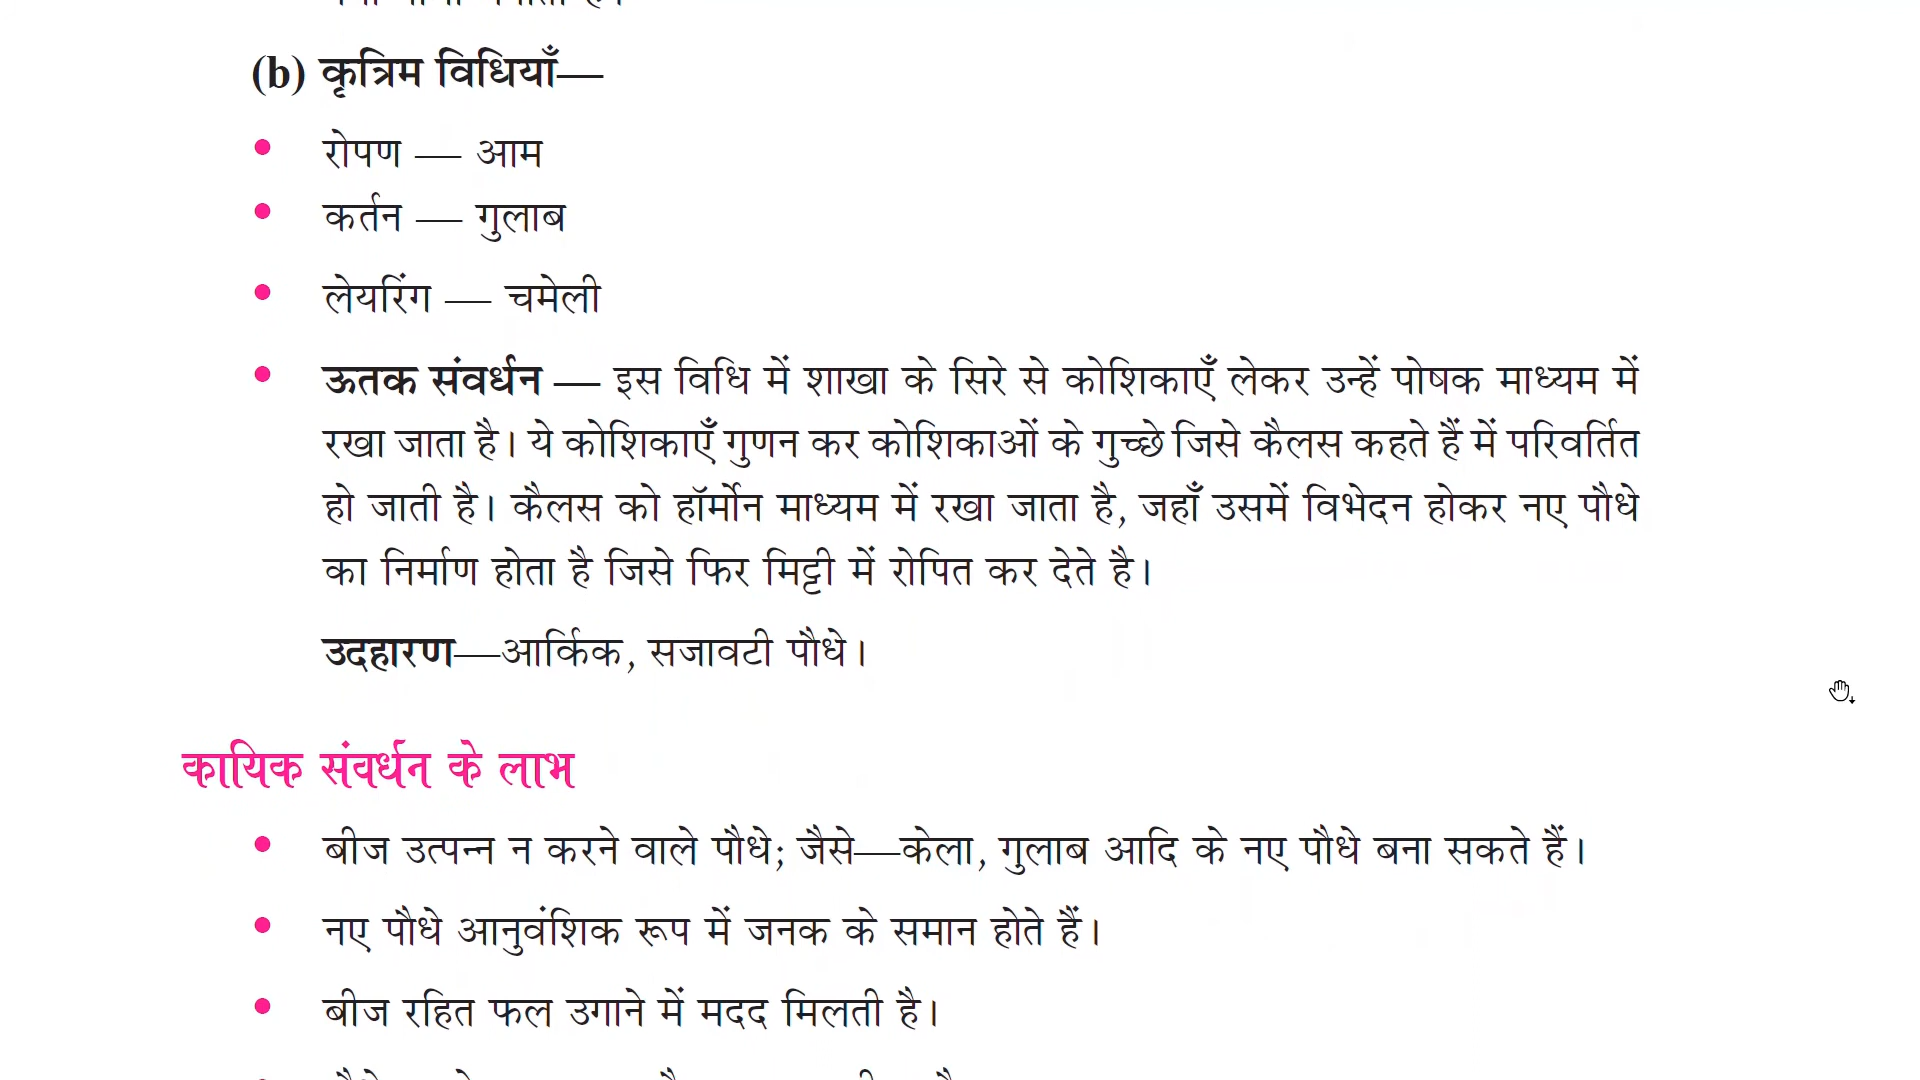 (b) कृत्रिम विधियाँ—
• रोपण — आम
• कर्तन — गुलाब
• लेयरिंग — चमेली
• ऊतक संवर्धन — इस विधि में शाखा के सिरे से कोशिकाएँ लेकर उन्हें पोषक माध्यम में
रखा जाता है। ये कोशिकाएँ गुणन कर कोशिकाओं के गुच्छे जिसे कैलस कहते हैं में परिवर्तित
हो जाती है। कैलस को हॉर्मोन माध्यम में रखा जाता है, जहाँ उसमें विभेदन होकर नए पौधे
का निर्माण होता है जिसे फिर मिट्टी में रोपित कर देते है।
उदहारण—आर्किक, सजावटी पौधे।
कायिक संवर्धन के लाभ
• बीज उत्पन्न न करने वाले पौधे; जैसे—केला, गुलाब आदि के नए पौधे बना सकते हैं।
• नए पौधे आनुवंशिक रूप में जनक के समान होते हैं।
• बीज रहित फल उगाने में मदद मिलती है।